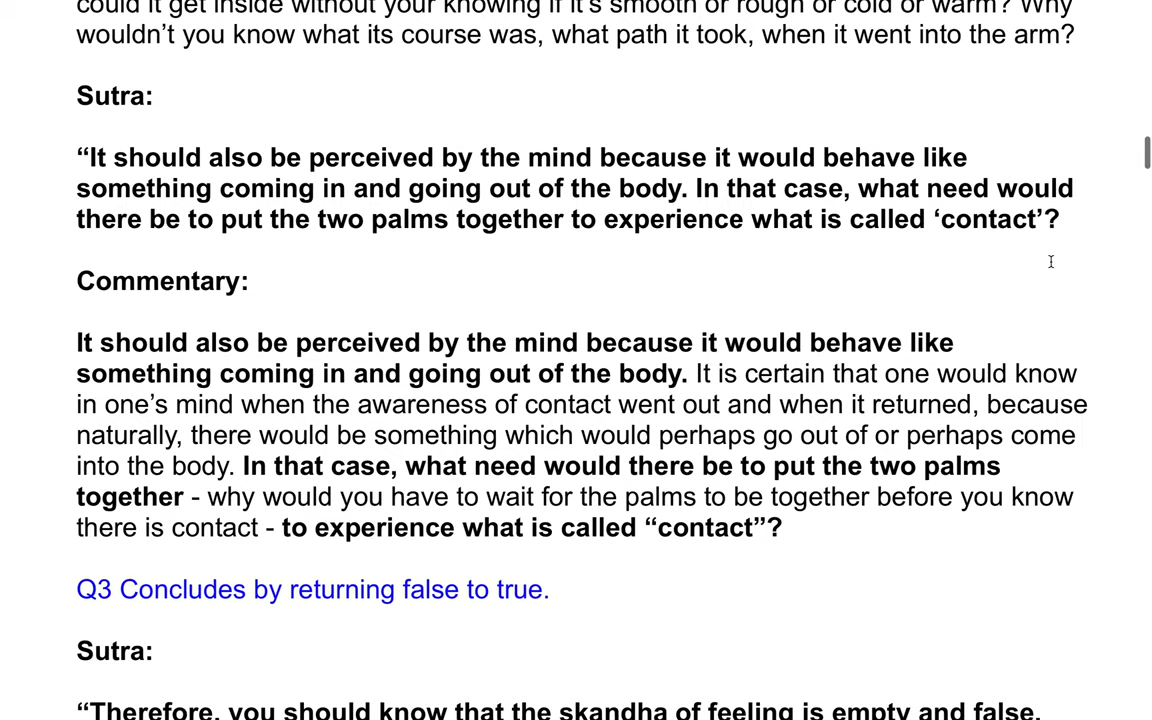 could it get inside without your knowing if it's smooth or rough or cold or warm? Why
wouldn't you know what its course was, what path it took, when it went into the arm?
Sutra:
“It should also be perceived by the mind because it would behave like
something coming in and going out of the body. In that case, what need would
there be to put the two palms together to experience what is called ‘contact’?
Commentary:
It should also be perceived by the mind because it would behave like
something coming in and going out of the body. It is certain that one would know
in one’s mind when the awareness of contact went out and when it returned, because
naturally, there would be something which would perhaps go out of or perhaps come
into the body. In that case, what need would there be to put the two palms
together - why would you have to wait for the palms to be together before you know
there is contact - to experience what is called “contact”?
Q3 Concludes by returning false to true.
Sutra:
“Therefore, you should know that the skandha of feeling is empty and false,